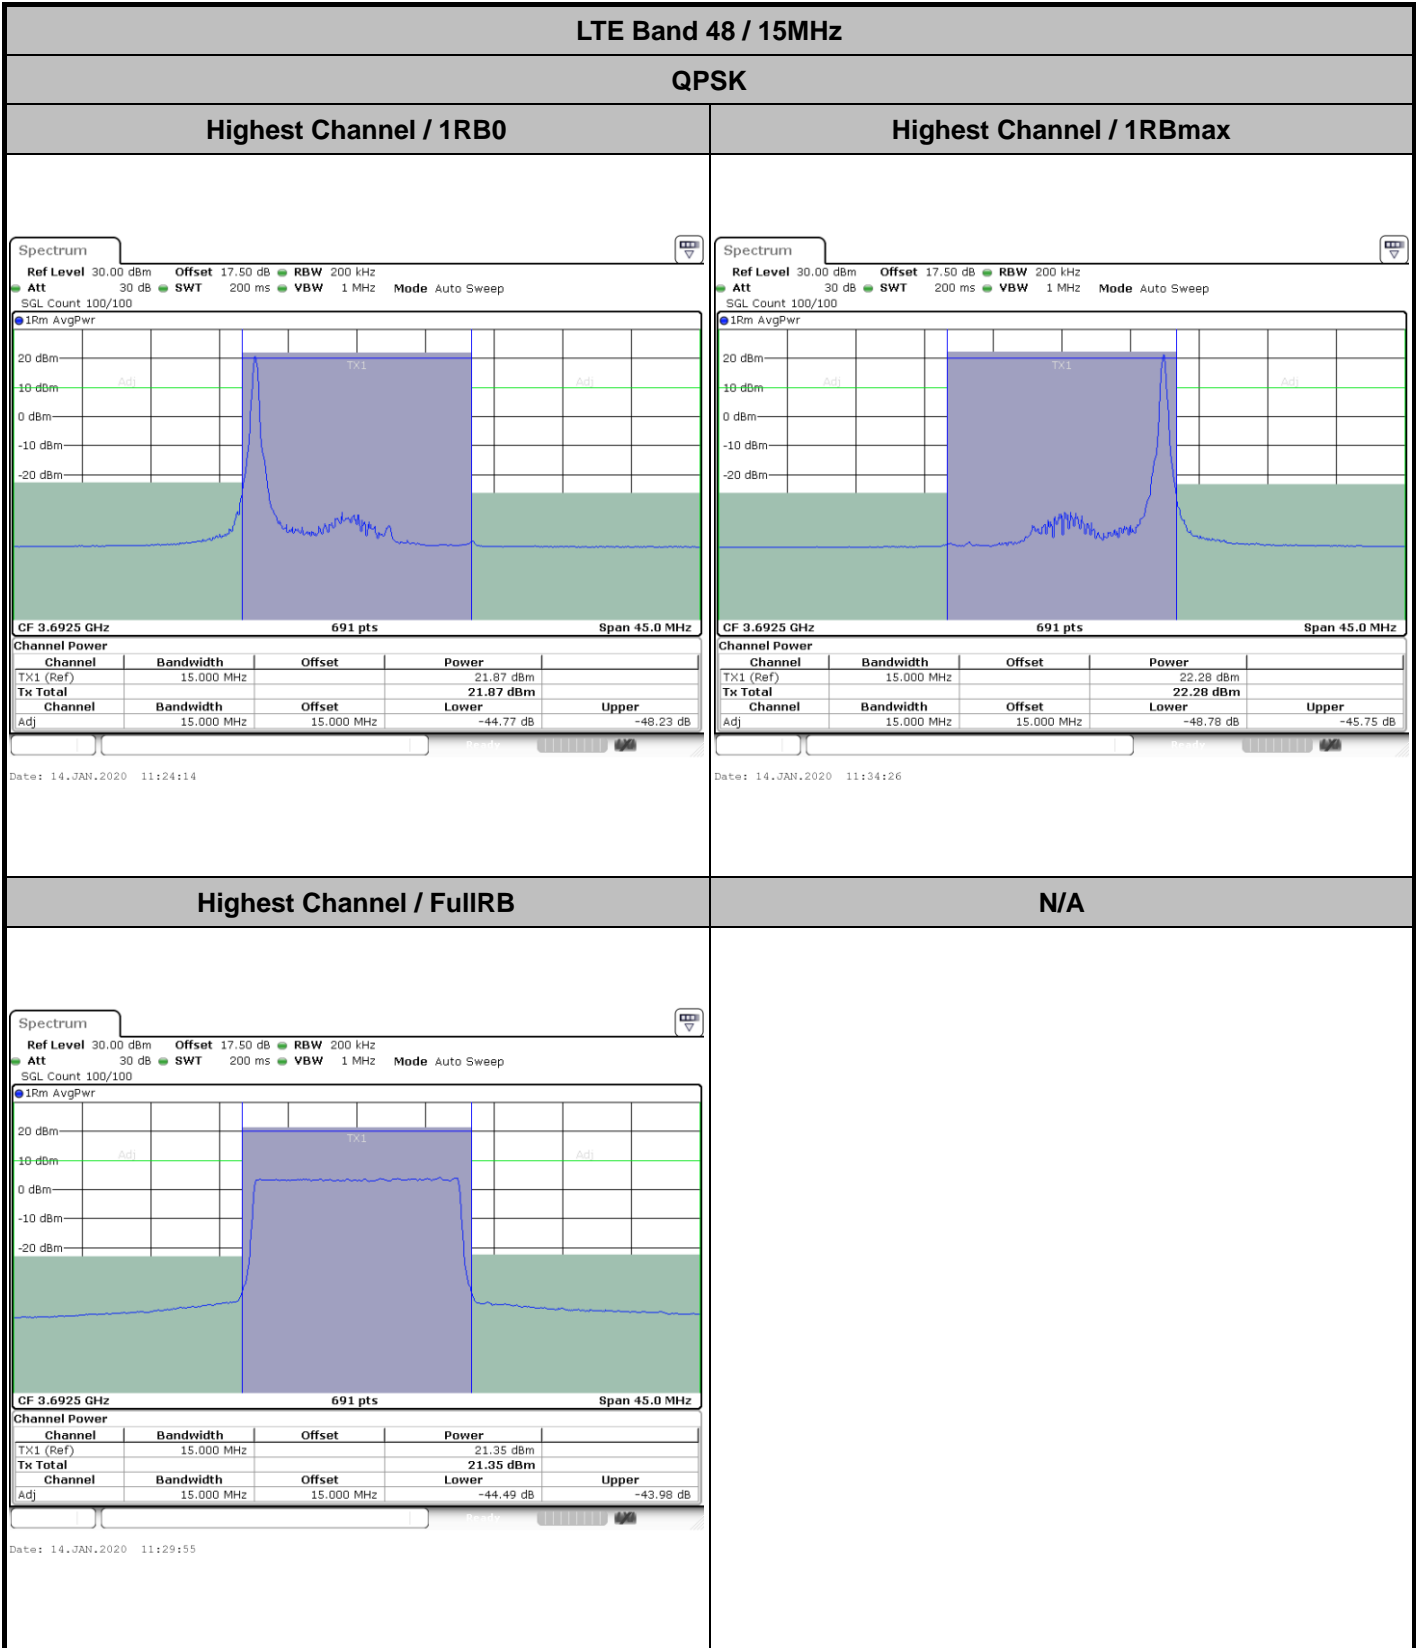 LTE Band 48 / 15MHz
QPSK
Highest Channel / 1RB0
Highest Channel / 1RBmax
Spectrum
Ref Level 30.00 dBm Offset 17.50 dB RBW 200 kHz
Att 30 dB SWT 200 ms VBW 1 MHz Mode Auto Sweep
SGL Count 100/100
1Rm AvgPwr
20 dBm
TX1
Adj
Adj
10 dBm
0 dBm
-10 dBm
-20 dBm
CF 3.6925 GHz 691 pts Span 45.0 MHz
Channel Power
Channel Bandwidth Offset Power
TX1 (Ref) 15.000 MHz 21.87 dBm
Tx Total 21.87 dBm
Channel Bandwidth Offset Lower Upper
Adj 15.000 MHz 15.000 MHz -44.77 dB -48.23 dB
Ready
Date: 14.JAN.2020 11:24:14
Spectrum
Ref Level 30.00 dBm Offset 17.50 dB RBW 200 kHz
Att 30 dB SWT 200 ms VBW 1 MHz Mode Auto Sweep
SGL Count 100/100
1Rm AvgPwr
20 dBm
TX1
Adj
Adj
10 dBm
0 dBm
-10 dBm
-20 dBm
CF 3.6925 GHz 691 pts Span 45.0 MHz
Channel Power
Channel Bandwidth Offset Power
TX1 (Ref) 15.000 MHz 22.28 dBm
Tx Total 22.28 dBm
Channel Bandwidth Offset Lower Upper
Adj 15.000 MHz 15.000 MHz -48.78 dB -45.75 dB
Ready
Date: 14.JAN.2020 11:34:26
Highest Channel / FullRB
N/A
Spectrum
Ref Level 30.00 dBm Offset 17.50 dB RBW 200 kHz
Att 30 dB SWT 200 ms VBW 1 MHz Mode Auto Sweep
SGL Count 100/100
1Rm AvgPwr
20 dBm
TX1
Adj
Adj
10 dBm
0 dBm
-10 dBm
-20 dBm
CF 3.6925 GHz 691 pts Span 45.0 MHz
Channel Power
Channel Bandwidth Offset Power
TX1 (Ref) 15.000 MHz 21.35 dBm
Tx Total 21.35 dBm
Channel Bandwidth Offset Lower Upper
Adj 15.000 MHz 15.000 MHz -44.49 dB -43.98 dB
Ready
Date: 14.JAN.2020 11:29:55